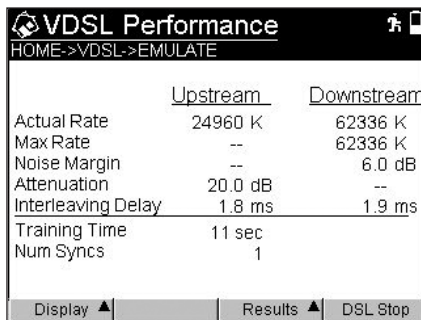 VDSL Performance
HOME->VDSL->EMULATE
Upstream Downstream
Actual Rate 24960 K 62336 K
Max Rate -- 62336 K
Noise Margin -- 6.0 dB
Attenuation 20.0 dB --
Interleaving Delay 1.8 ms 1.9 ms
Training Time 11 sec
Num Syncs 1
Display ▲ Results ▲ DSL Stop